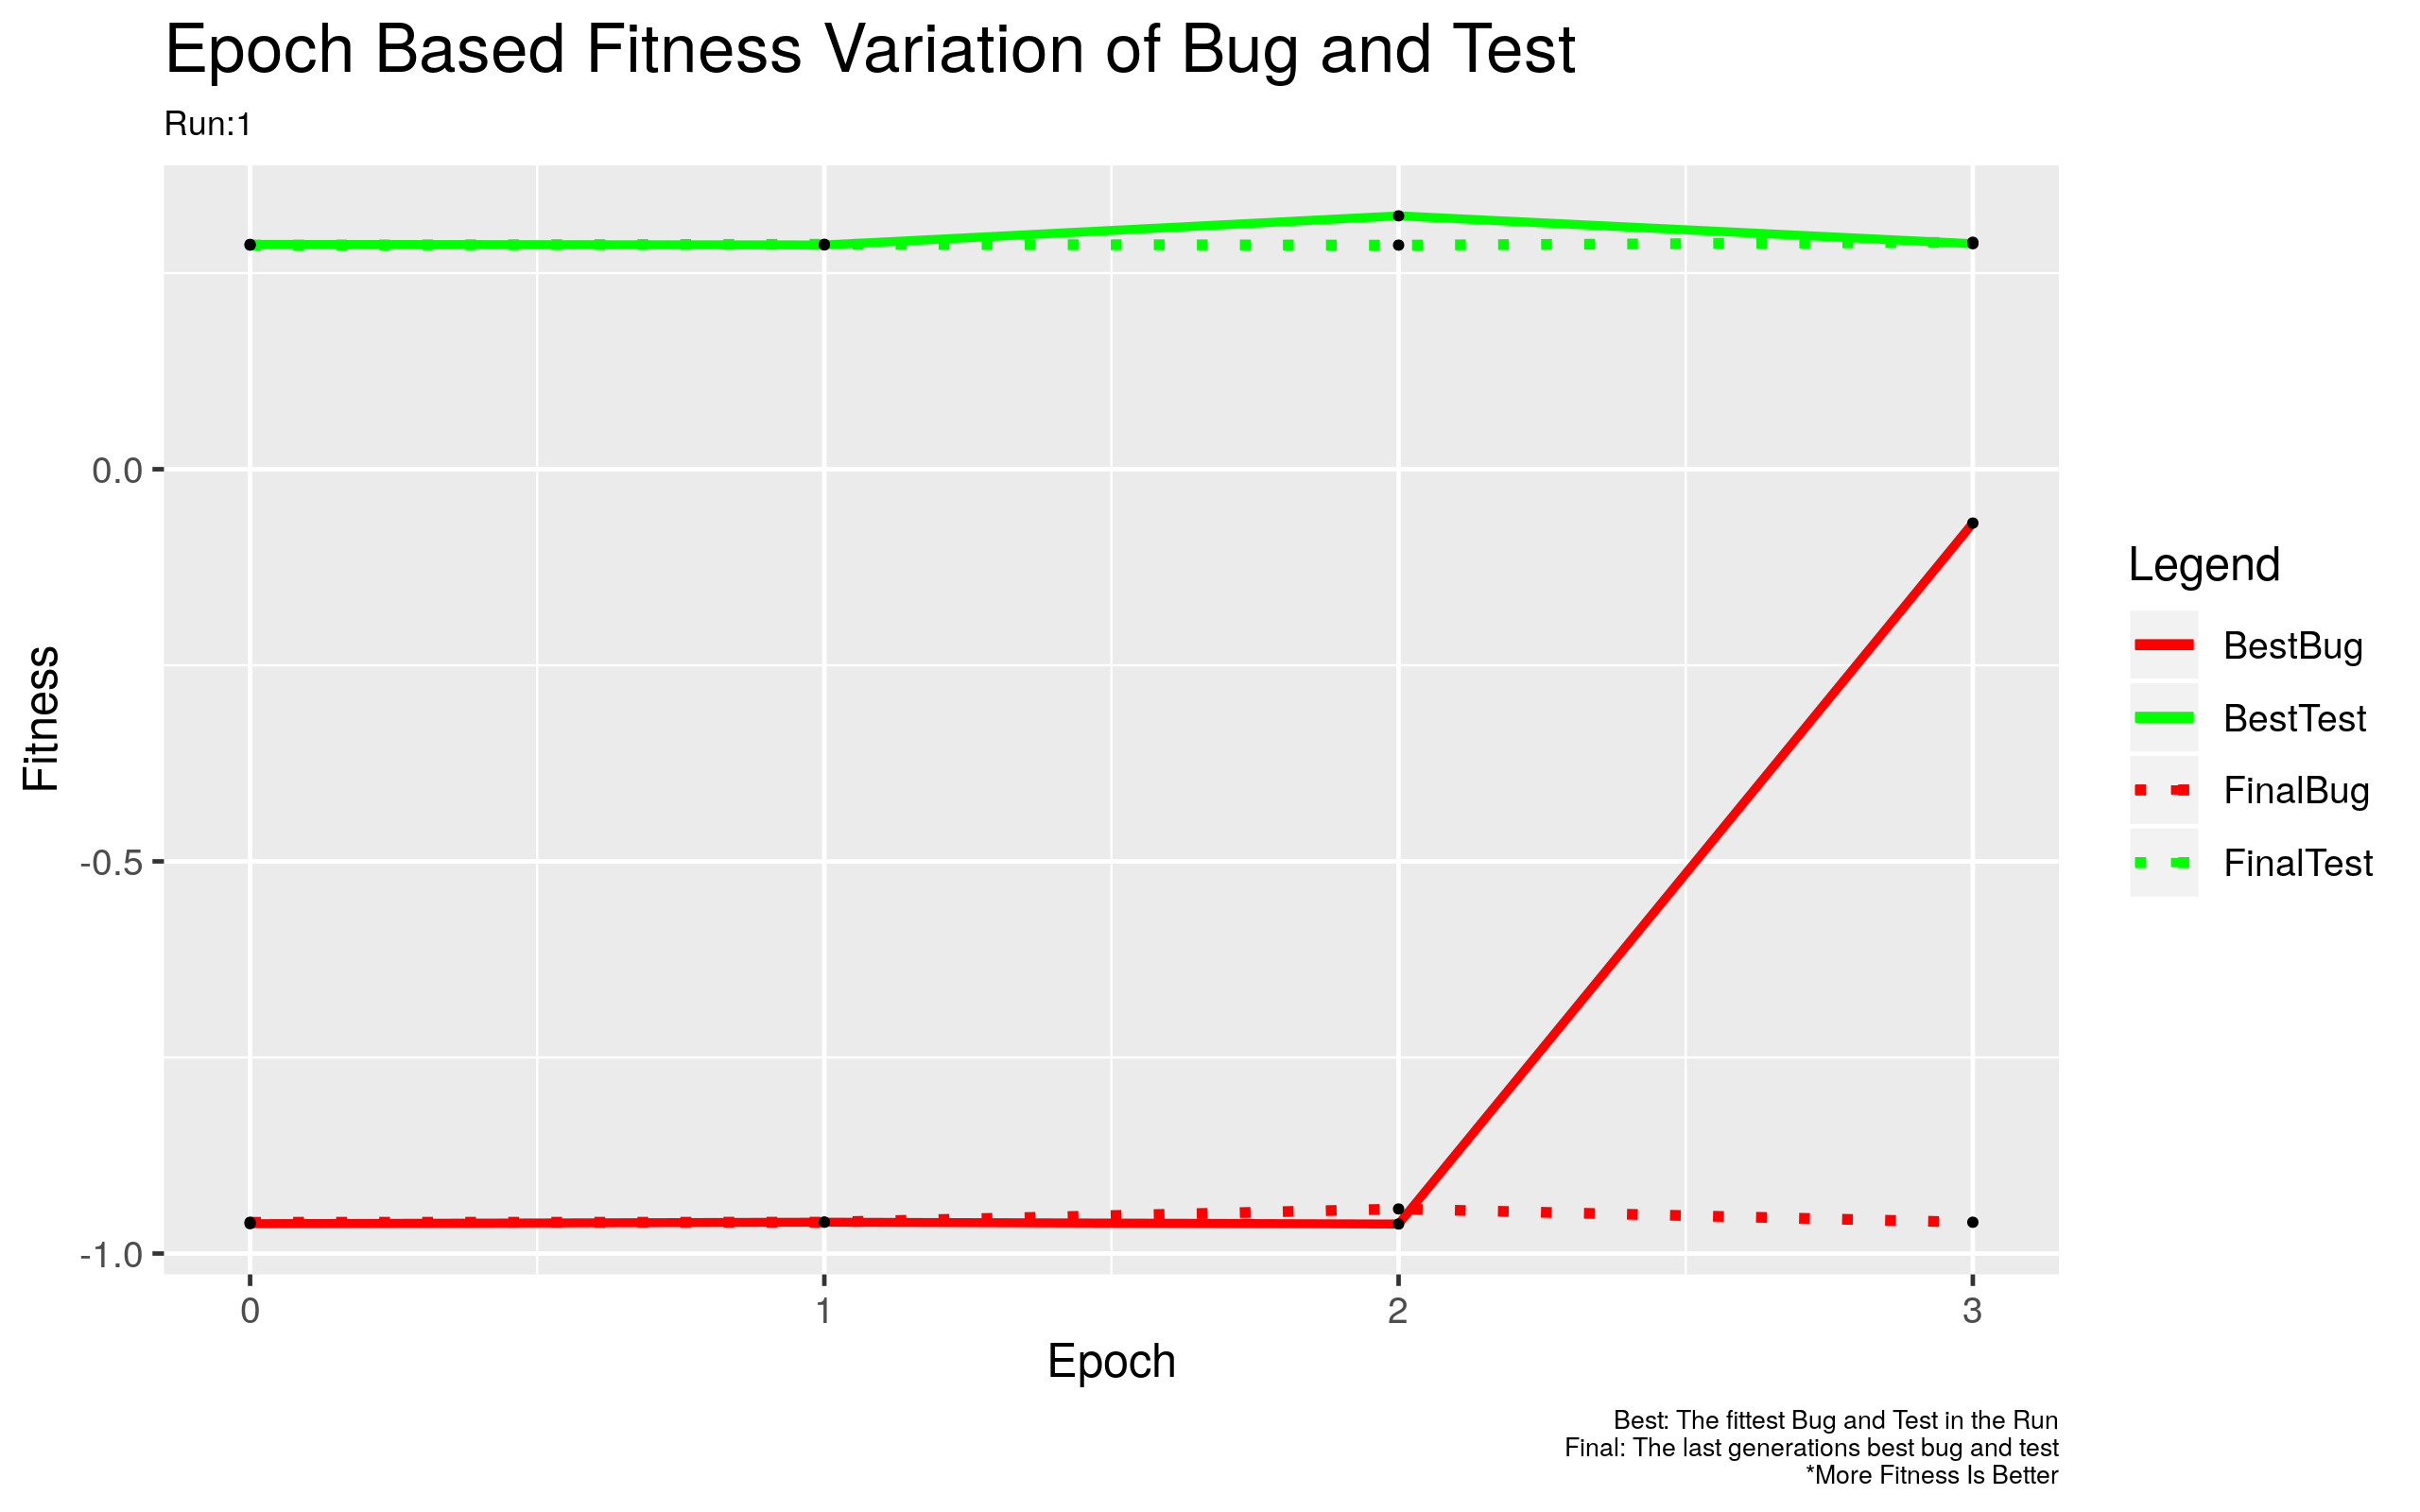 Epoch Based Fitness Variation of Bug and Test
Run:1
Fitness
0.0
-0.5
-1.0
0
1
2
3
Epoch
Legend
BestBug
BestTest
FinalBug
FinalTest
Best: The fittest Bug and Test in the Run
Final: The last generations best bug and test
*More Fitness Is Better